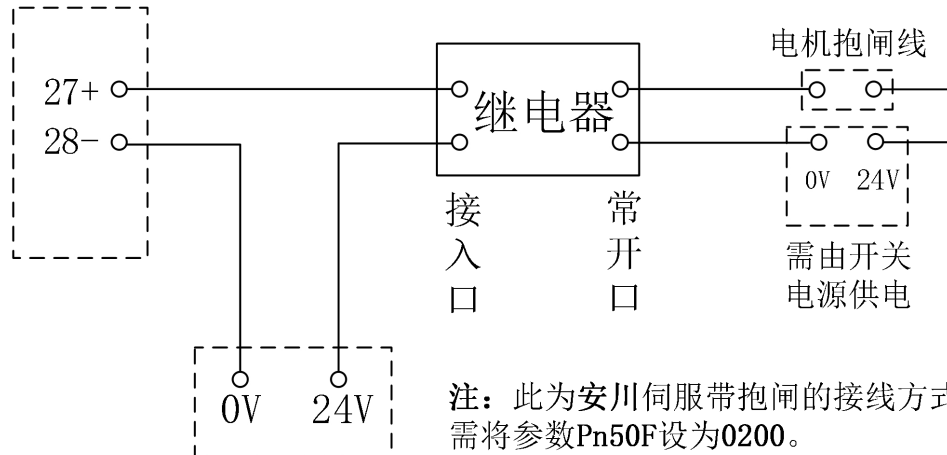 电机抱闸线
27+
28-
继电器
0V 24V
接入口
常开口
需由开关
电源供电
0V 24V
注：此为安川伺服带抱闸的接线方式
需将参数Pn50F设为0200。